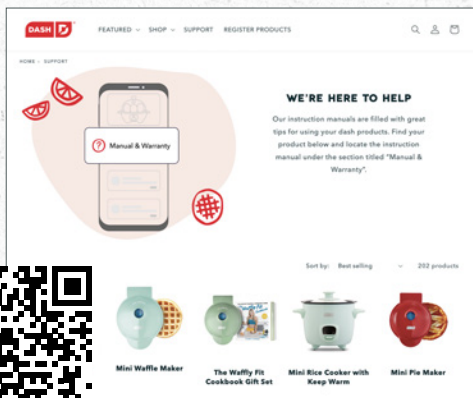 DASH D
FEATURED SHOP SUPPORT REGISTER PRODUCTS
HOME > SUPPORT
Manual & Warranty
WE'RE HERE TO HELP
Our instruction manuals are filled with great
tips for using your dash products. Find your
product below and locate the instruction
manual under the section titled "Manual &
Warranty".
Sort by: Best selling 202 products
Mini Waffle Maker
The Waffly Fit
Cookbook Gift Set
Mini Rice Cooker with
Keep Warm
Mini Pie Maker